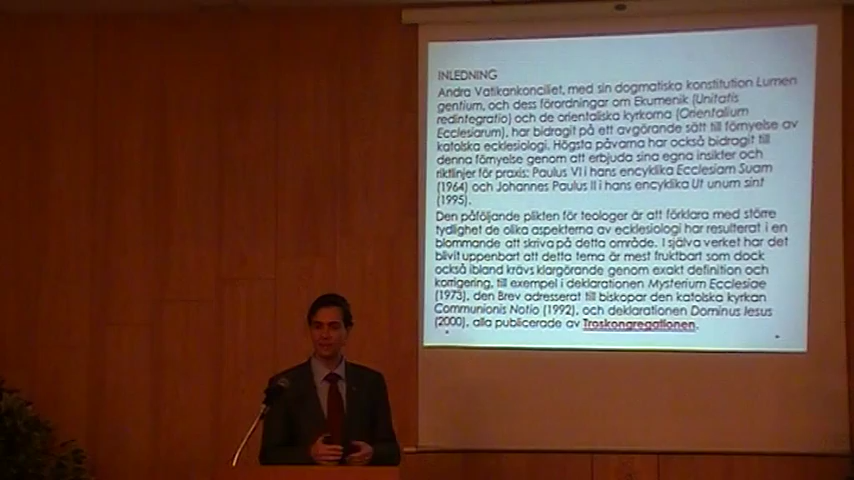 INLEDNING
Andra Vatikankonciliet, med sin dogmatiska konstitution Lumen
gentium, och dess förordningar om Ekumenik (Unitatis
redintegratio) och de orientaliska kyrkorna (Orientalium
Ecclesiarum), har bidragit på ett avgörande sätt till förnyelse av
katolska ecklesiologi. Högsta påvarna har också bidragit till
denna förnyelse genom att erbjuda sina egna insikter och
riktlinjer för praxis: Paulus VI i hans encyklika Ecclesiam Suam
(1964) och Johannes Paulus II i hans encyklika Ut unum sint
(1995).
Den påföljande plikten för teologer är att förklara med större
tydlighet de olika aspekterna av ecklesiologi har resulterat i en
blommande att skriva på detta område. I själva verket har det
blivit uppenbart att detta tema är mest fruktbart som dock
också ibland krävs klargörande genom exakt definition och
korrigering, till exempel i deklarationen Mysterium Ecclesiae
(1973), den Brev adresserat till biskopar den katolska kyrkan
Communionis Notio (1992), och deklarationen Dominus Iesus
(2000), alla publicerade av Troskongregationen.